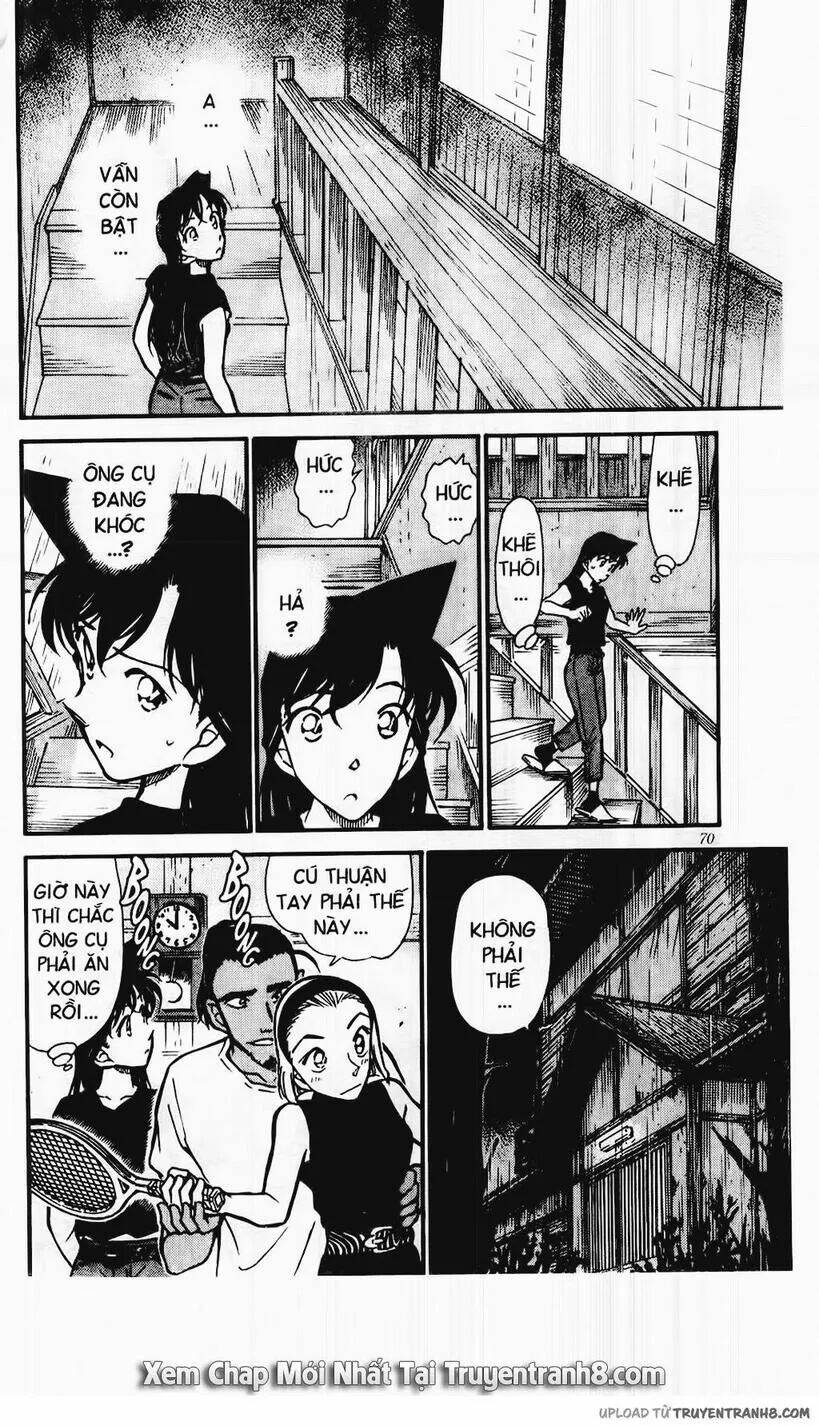 A
...
VẪN
CÒN
BẬT
...
KHẼ
...
KHẼ
THÔI
...
HỨC
...
HỨC
...
HẢ
?
ÔNG CỤ
ĐANG
KHÓC
...?
70
KHÔNG
PHẢI
THẾ
...
CÚ THUẬN
TAY PHẢI THẾ
NÀY...
BOONG
BOONG
GIỜ NÀY
THÌ CHẮC
ÔNG CỤ
PHẢI ĂN
XONG
RỒI...
Xem Chap Mới Nhất Tại Truyentranh8.com
UPLOAD TỪ TRUYENTRANH8.COM